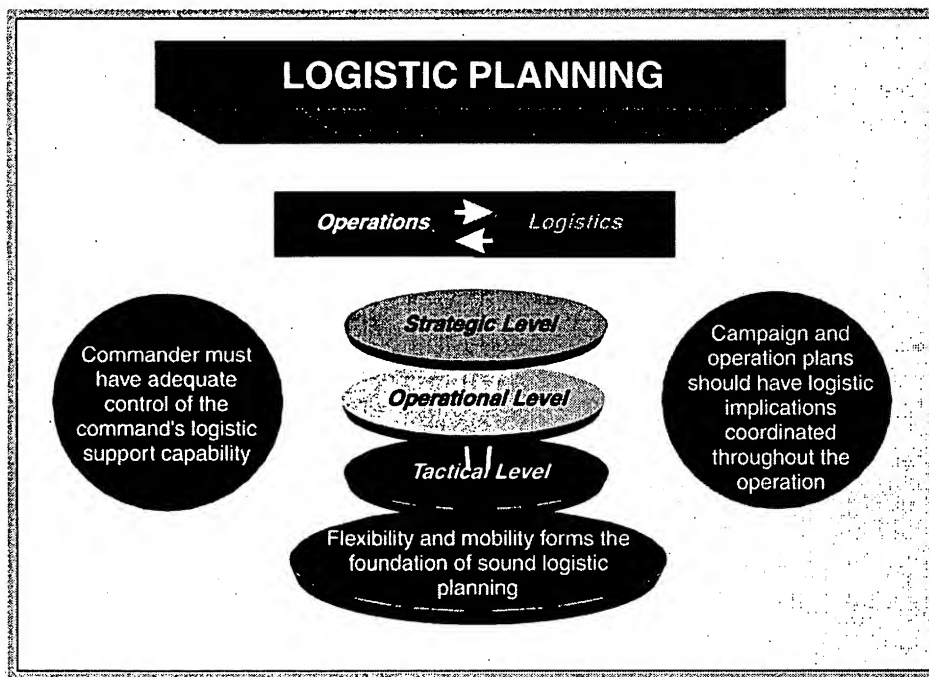 LOGISTIC PLANNING
Operations Logistics
Commander must
have adequate
control of the
command's logistic
support capability
Strategic Level
Operational Level
Tactical Level
Flexibility and mobility forms the
foundation of sound logistic
planning
Campaign and
operation plans
should have logistic
implications
coordinated
throughout the
operation